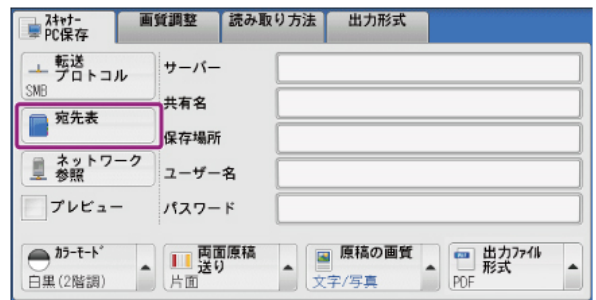 スキャナー
PC保存
画質調整
読み取り方法
出力形式
転送
プロトコル
SMB
宛先表
ネットワーク
参照
プレビュー
サーバー
共有名
保存場所
ユーザー名
パスワード
カラーモード
白黒(2階調)
両面原稿
送り
片面
原稿の画質
文字/写真
出力ファイル
形式
PDF